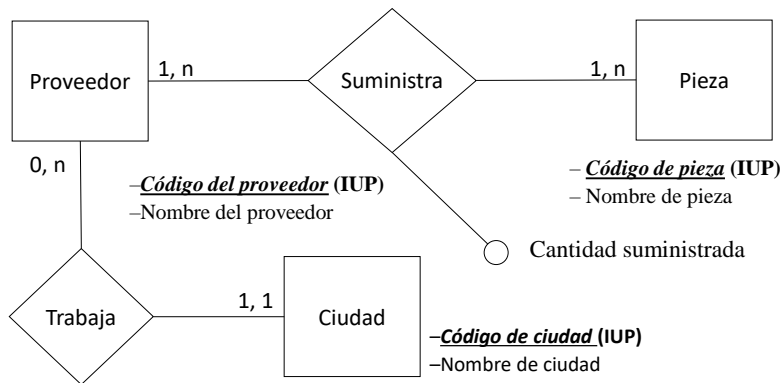 Proveedor
1, n
Suministra
1, n
Pieza
0, n
–Código del proveedor (IUP)
–Nombre del proveedor
– Código de pieza (IUP)
– Nombre de pieza
Cantidad suministrada
Trabaja
1, 1
Ciudad
–Código de ciudad (IUP)
–Nombre de ciudad